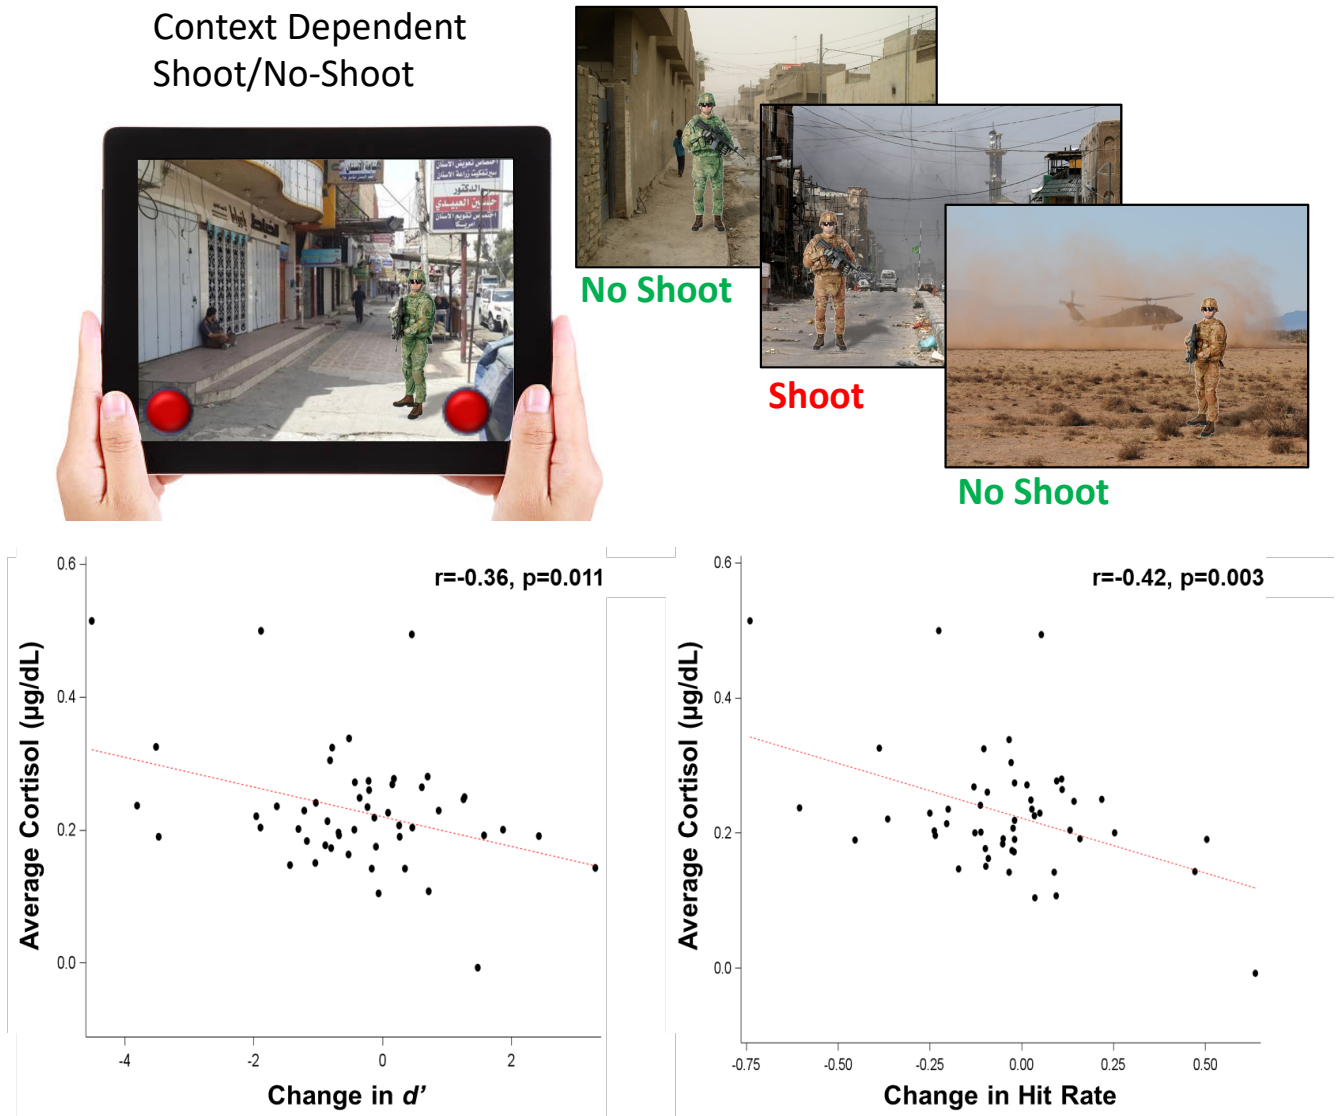 Context Dependent
Shoot/No-Shoot
الدكتور
حسين العبيدي
No Shoot
Shoot
No Shoot
r=-0.36, p=0.011
0.6
0.4
0.2
0.0
Average Cortisol (µg/dL)
-4
-2
0
2
Change in d’
r=-0.42, p=0.003
0.6
0.4
0.2
0.0
Average Cortisol (µg/dL)
-0.75
-0.50
-0.25
0.00
0.25
0.50
Change in Hit Rate